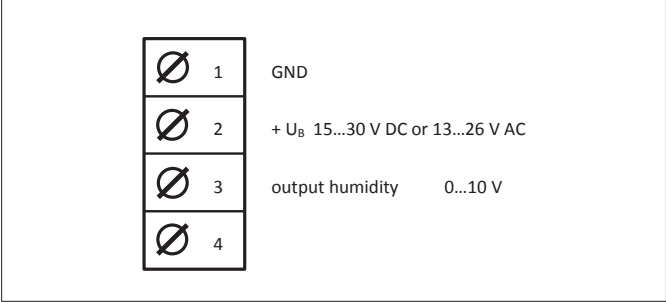 1 GND
2 + UB 15...30 V DC or 13...26 V AC
3 output humidity 0...10 V
4